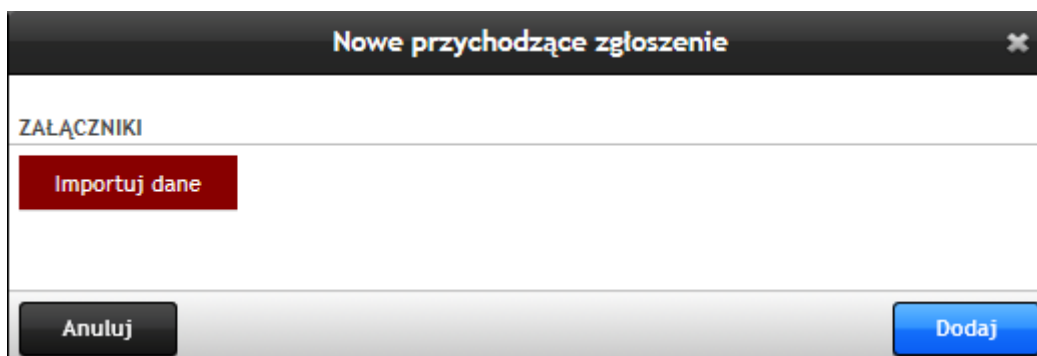 Nowe przychodzące zgłoszenie
ZAŁĄCZNIKI
Importuj dane
Anuluj
Dodaj